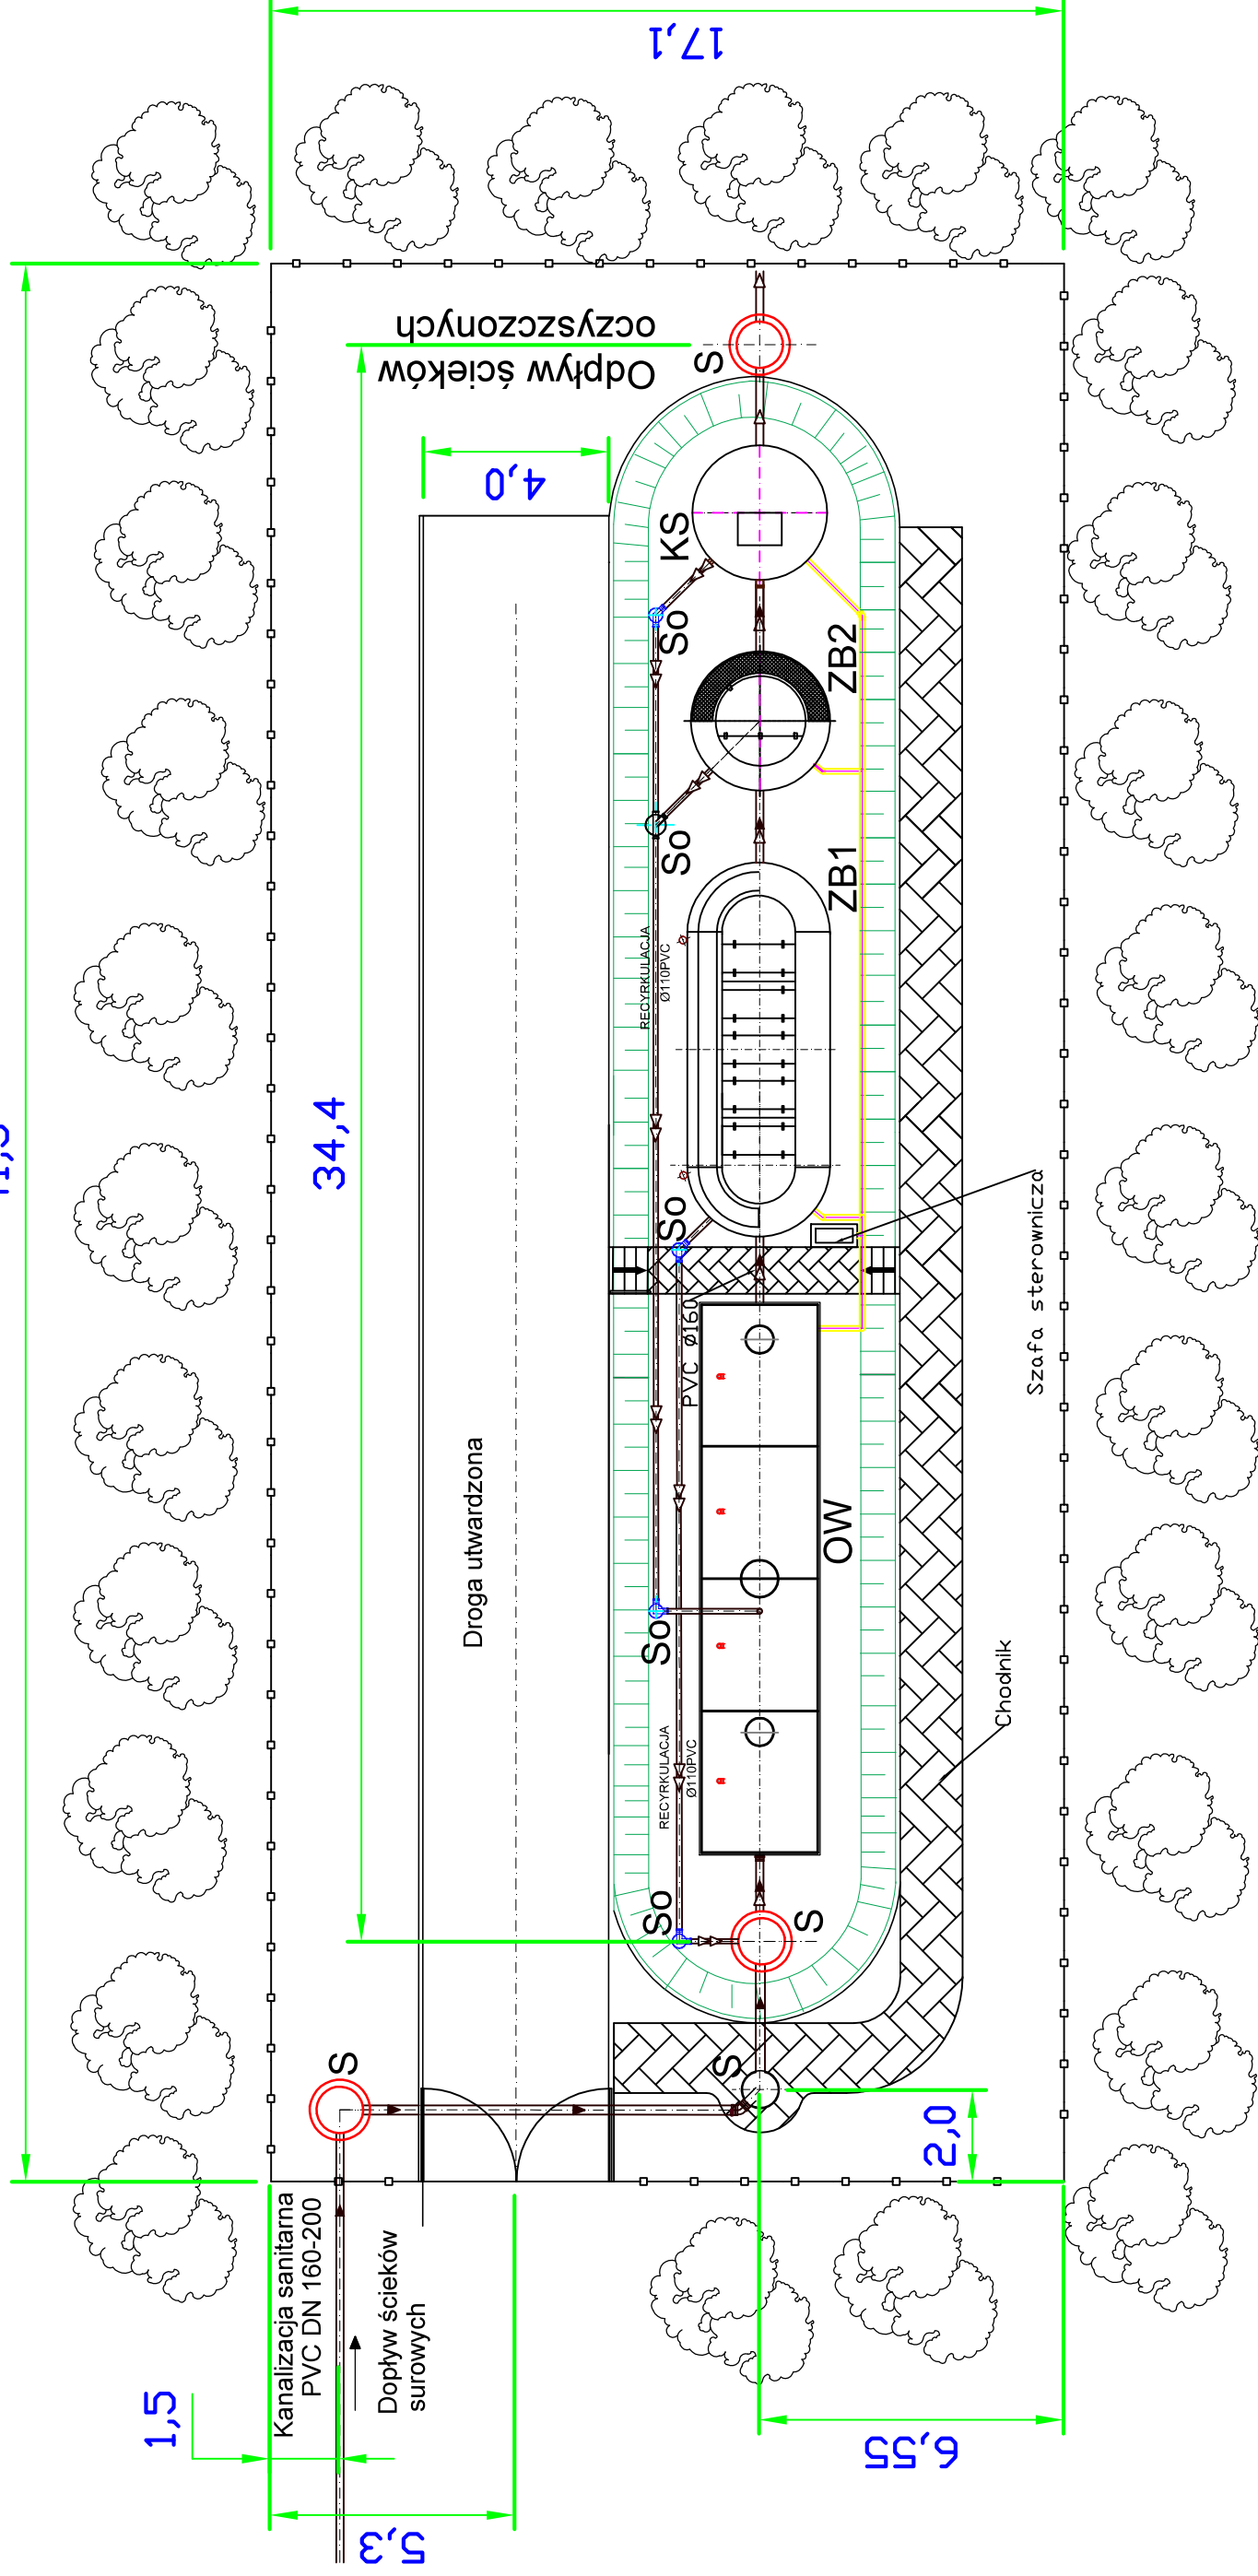 17,1
Odpływ ścieków
oczyszczonych
S
4,0
KS
So
ZB2
So
ZB1
RECYRKULACJA
Ø110PVC
34,4
So
Szafa sterownicza
PVC Ø160
Droga utwardzona
OW
So
Chodnik
RECYRKULACJA
Ø110PVC
So
S
S
S
2,0
Kanalizacja sanitarna
PVC DN 160-200
Dopływ ścieków
surowych
1,5
6,55
5,3